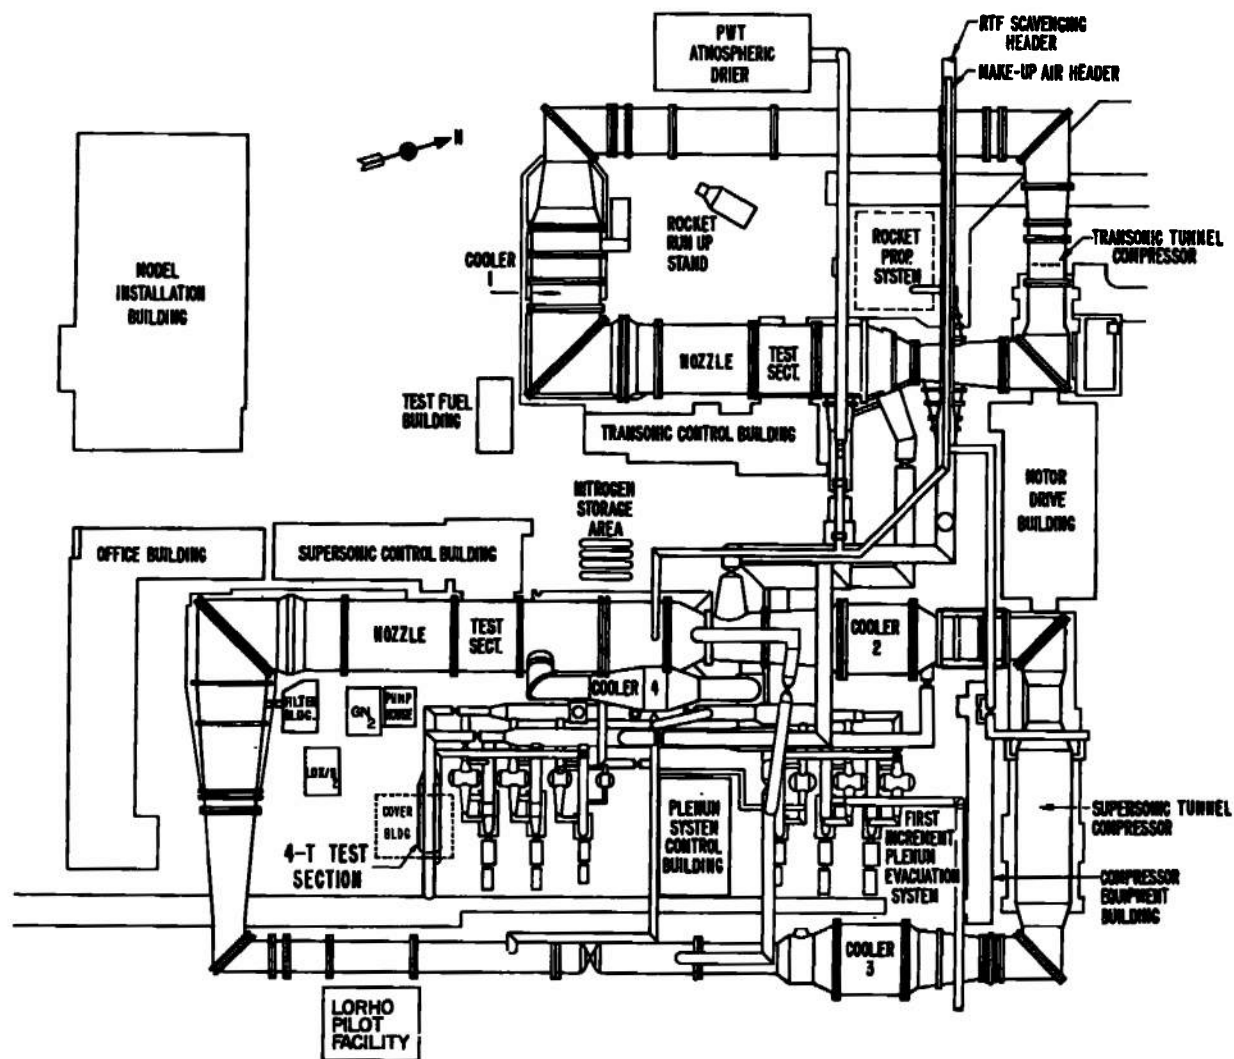 PWT
ATMOSPHERIC
DRIER
RTF SCAVENGING
HEADER
MAKE-UP AIR HEADER
N
MODEL
INSTALLATION
BUILDING
ROCKET
RUN UP
STAND
ROCKET
PROP.
SYSTEM
TRANSONIC TUNNEL
COMPRESSOR
COOLER
NOZZLE
TEST
SECT.
TEST FUEL
BUILDING
TRANSONIC CONTROL BUILDING
MOTOR
DRIVE
BUILDING
NITROGEN
STORAGE
AREA
OFFICE BUILDING
SUPERSONIC CONTROL BUILDING
NOZZLE
TEST
SECT.
COOLER
2
COOLER 4
FILTER
BLDG.
GN2
PUMP
HOUSE
COVER
BLDG
4-T TEST
SECTION
PLENUM
SYSTEM
CONTROL
BUILDING
FIRST
INCREMENT
PLENUM
EVACUATION
SYSTEM
SUPERSONIC TUNNEL
COMPRESSOR
COMPRESSOR
EQUIPMENT
BUILDING
COOLER
3
LORHO
PILOT
FACILITY